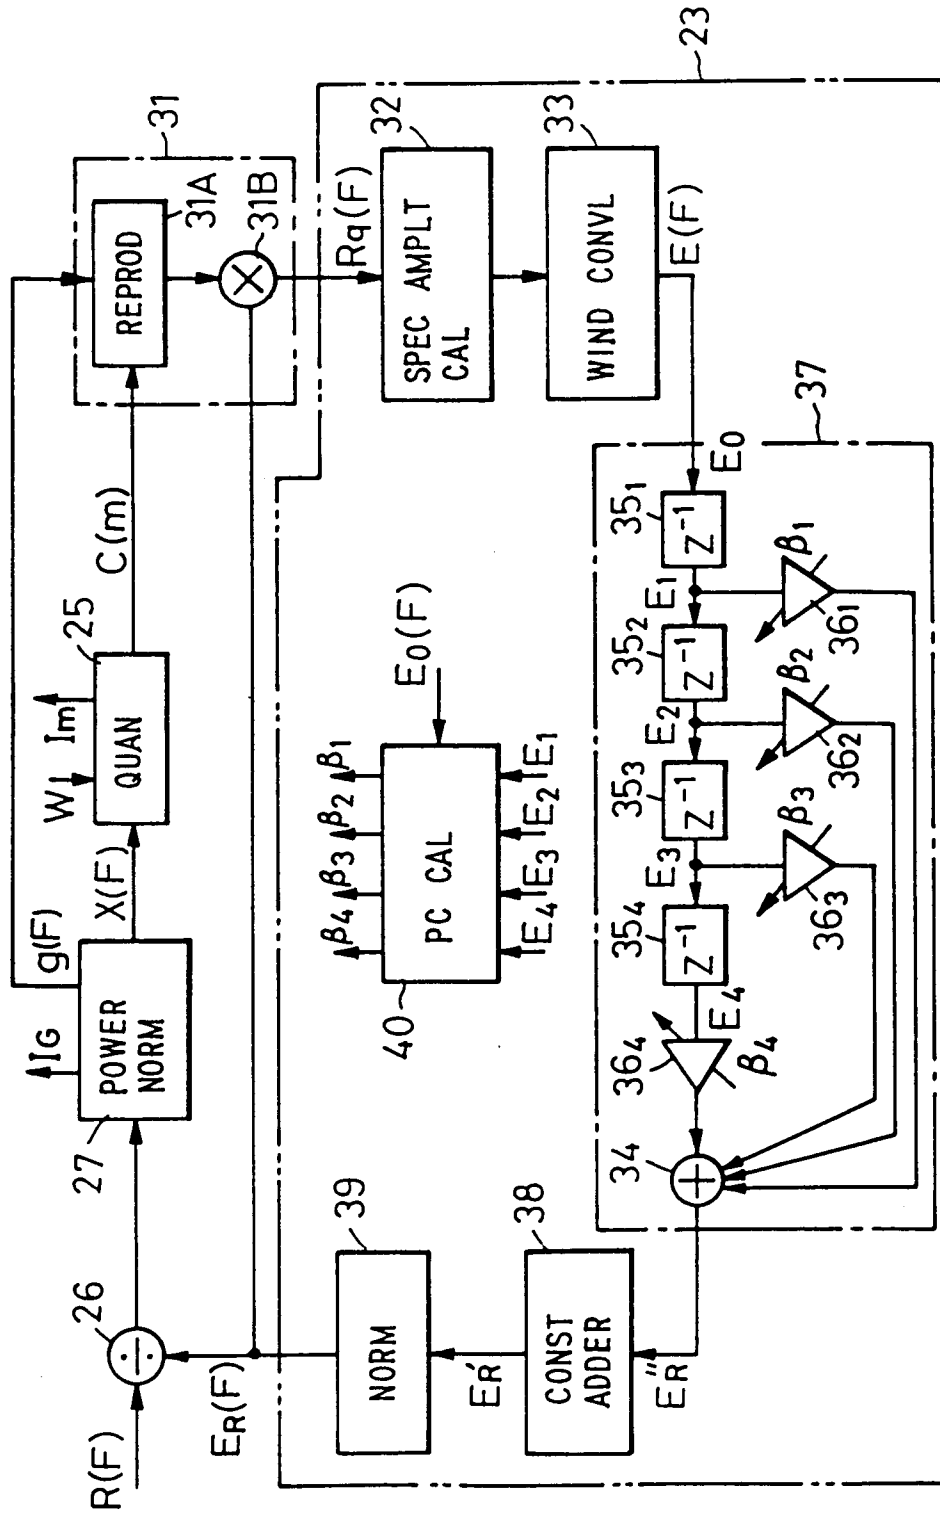 R(F)
26
27
POWER
NORM
IG
g(F)
X(F)
W
Im
25
QUAN
C(m)
31
REPROD
31A
31B
ER(F)
39
NORM
ER'
38
CONST
ADDER
ER"
Rq(F)
32
SPEC AMPLT
CAL
33
WIND CONVL
E(F)
23
40
PC CAL
β4
β3
β2
β1
E4
E3
E2
E1
E0(F)
37
34
364
β4
E4
354
Z⁻¹
E3
353
Z⁻¹
E2
352
Z⁻¹
E1
351
Z⁻¹
E0
363
β3
362
β2
361
β1